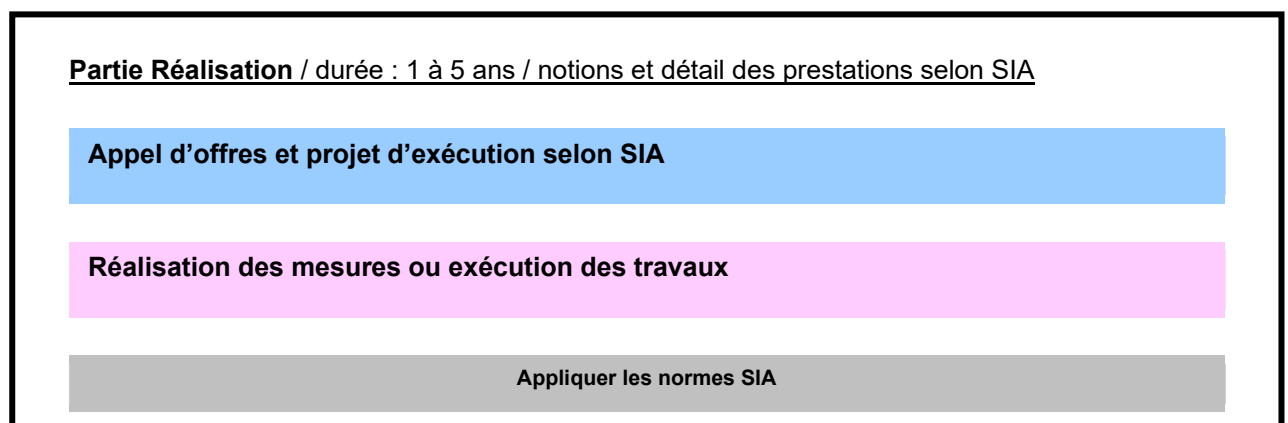 Partie Réalisation / durée : 1 à 5 ans / notions et détail des prestations selon SIA
Appel d’offres et projet d’exécution selon SIA
Réalisation des mesures ou exécution des travaux
Appliquer les normes SIA